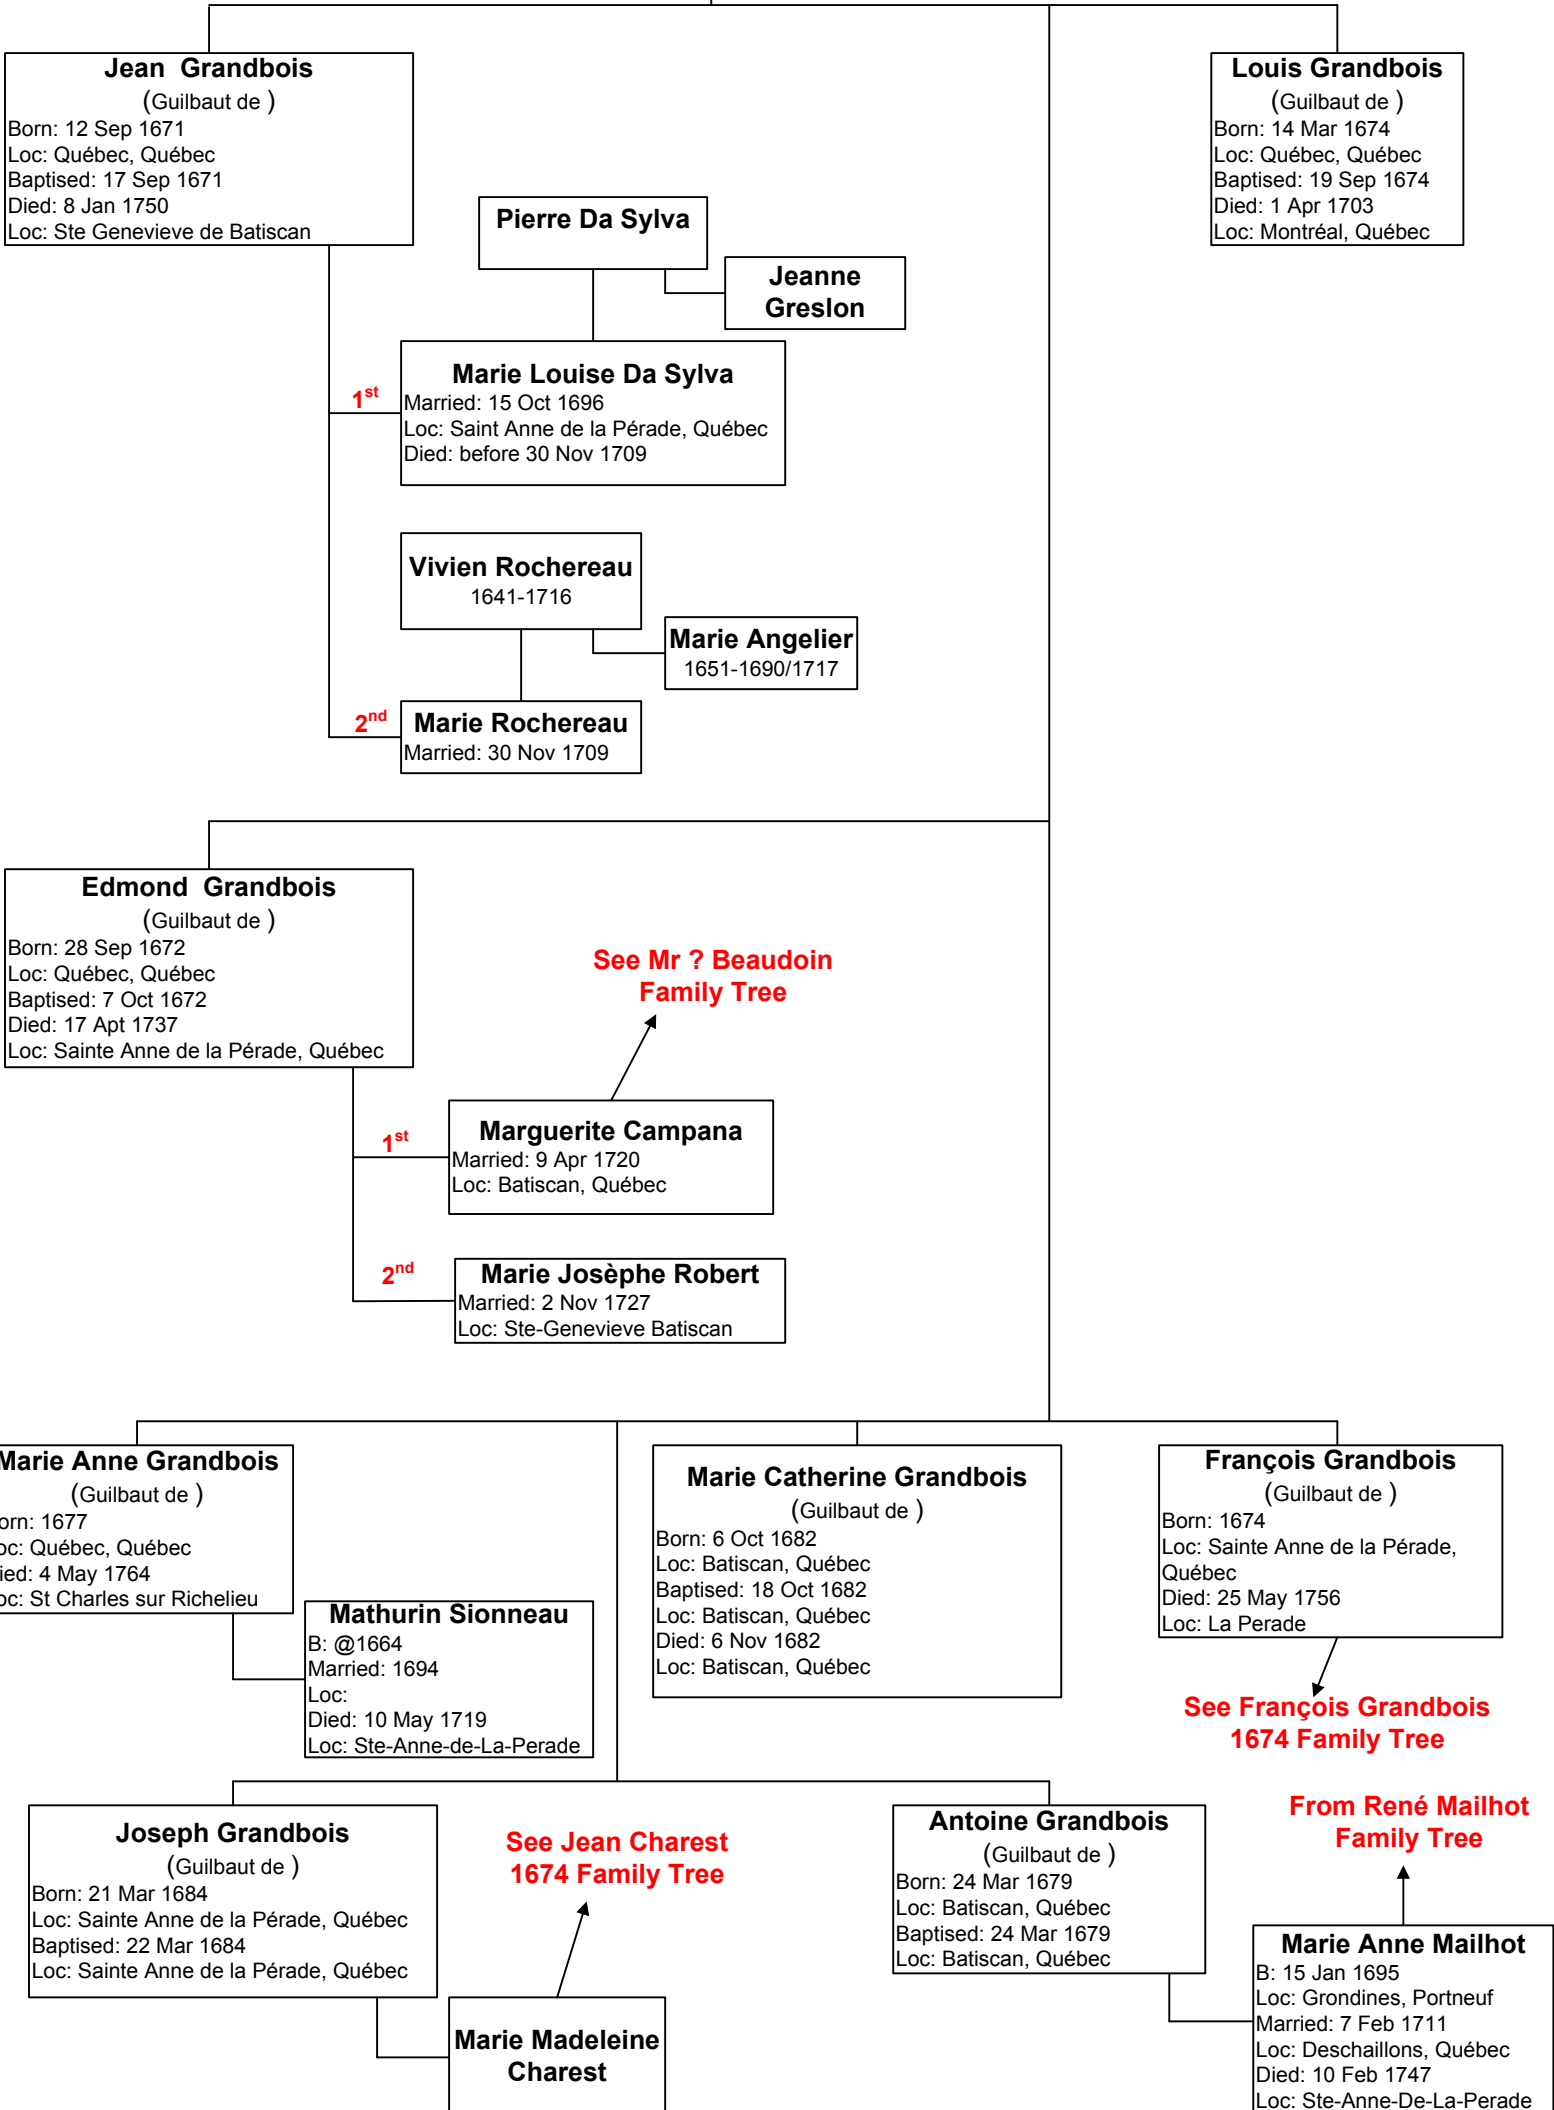 Jean Grandbois
(Guilbaut de )
Born: 12 Sep 1671
Loc: Québec, Québec
Baptised: 17 Sep 1671
Died: 8 Jan 1750
Loc: Ste Genevieve de Batiscan
Louis Grandbois
(Guilbaut de )
Born: 14 Mar 1674
Loc: Québec, Québec
Baptised: 19 Sep 1674
Died: 1 Apr 1703
Loc: Montréal, Québec
Pierre Da Sylva
Jeanne
Greslon
1st
Marie Louise Da Sylva
Married: 15 Oct 1696
Loc: Saint Anne de la Pérade, Québec
Died: before 30 Nov 1709
Vivien Rochereau
1641-1716
Marie Angelier
1651-1690/1717
2nd
Marie Rochereau
Married: 30 Nov 1709
Edmond Grandbois
(Guilbaut de )
Born: 28 Sep 1672
Loc: Québec, Québec
Baptised: 7 Oct 1672
Died: 17 Apt 1737
Loc: Sainte Anne de la Pérade, Québec
See Mr ? Beaudoin
Family Tree
1st
Marguerite Campana
Married: 9 Apr 1720
Loc: Batiscan, Québec
2nd
Marie Josèphe Robert
Married: 2 Nov 1727
Loc: Ste-Genevieve Batiscan
Marie Anne Grandbois
(Guilbaut de )
orn: 1677
oc: Québec, Québec
ied: 4 May 1764
oc: St Charles sur Richelieu
Mathurin Sionneau
B: @1664
Married: 1694
Loc:
Died: 10 May 1719
Loc: Ste-Anne-de-La-Perade
Marie Catherine Grandbois
(Guilbaut de )
Born: 6 Oct 1682
Loc: Batiscan, Québec
Baptised: 18 Oct 1682
Loc: Batiscan, Québec
Died: 6 Nov 1682
Loc: Batiscan, Québec
François Grandbois
(Guilbaut de )
Born: 1674
Loc: Sainte Anne de la Pérade,
Québec
Died: 25 May 1756
Loc: La Perade
See François Grandbois
1674 Family Tree
Joseph Grandbois
(Guilbaut de )
Born: 21 Mar 1684
Loc: Sainte Anne de la Pérade, Québec
Baptised: 22 Mar 1684
Loc: Sainte Anne de la Pérade, Québec
See Jean Charest
1674 Family Tree
Marie Madeleine
Charest
Antoine Grandbois
(Guilbaut de )
Born: 24 Mar 1679
Loc: Batiscan, Québec
Baptised: 24 Mar 1679
Loc: Batiscan, Québec
From René Mailhot
Family Tree
Marie Anne Mailhot
B: 15 Jan 1695
Loc: Grondines, Portneuf
Married: 7 Feb 1711
Loc: Deschaillons, Québec
Died: 10 Feb 1747
Loc: Ste-Anne-De-La-Perade